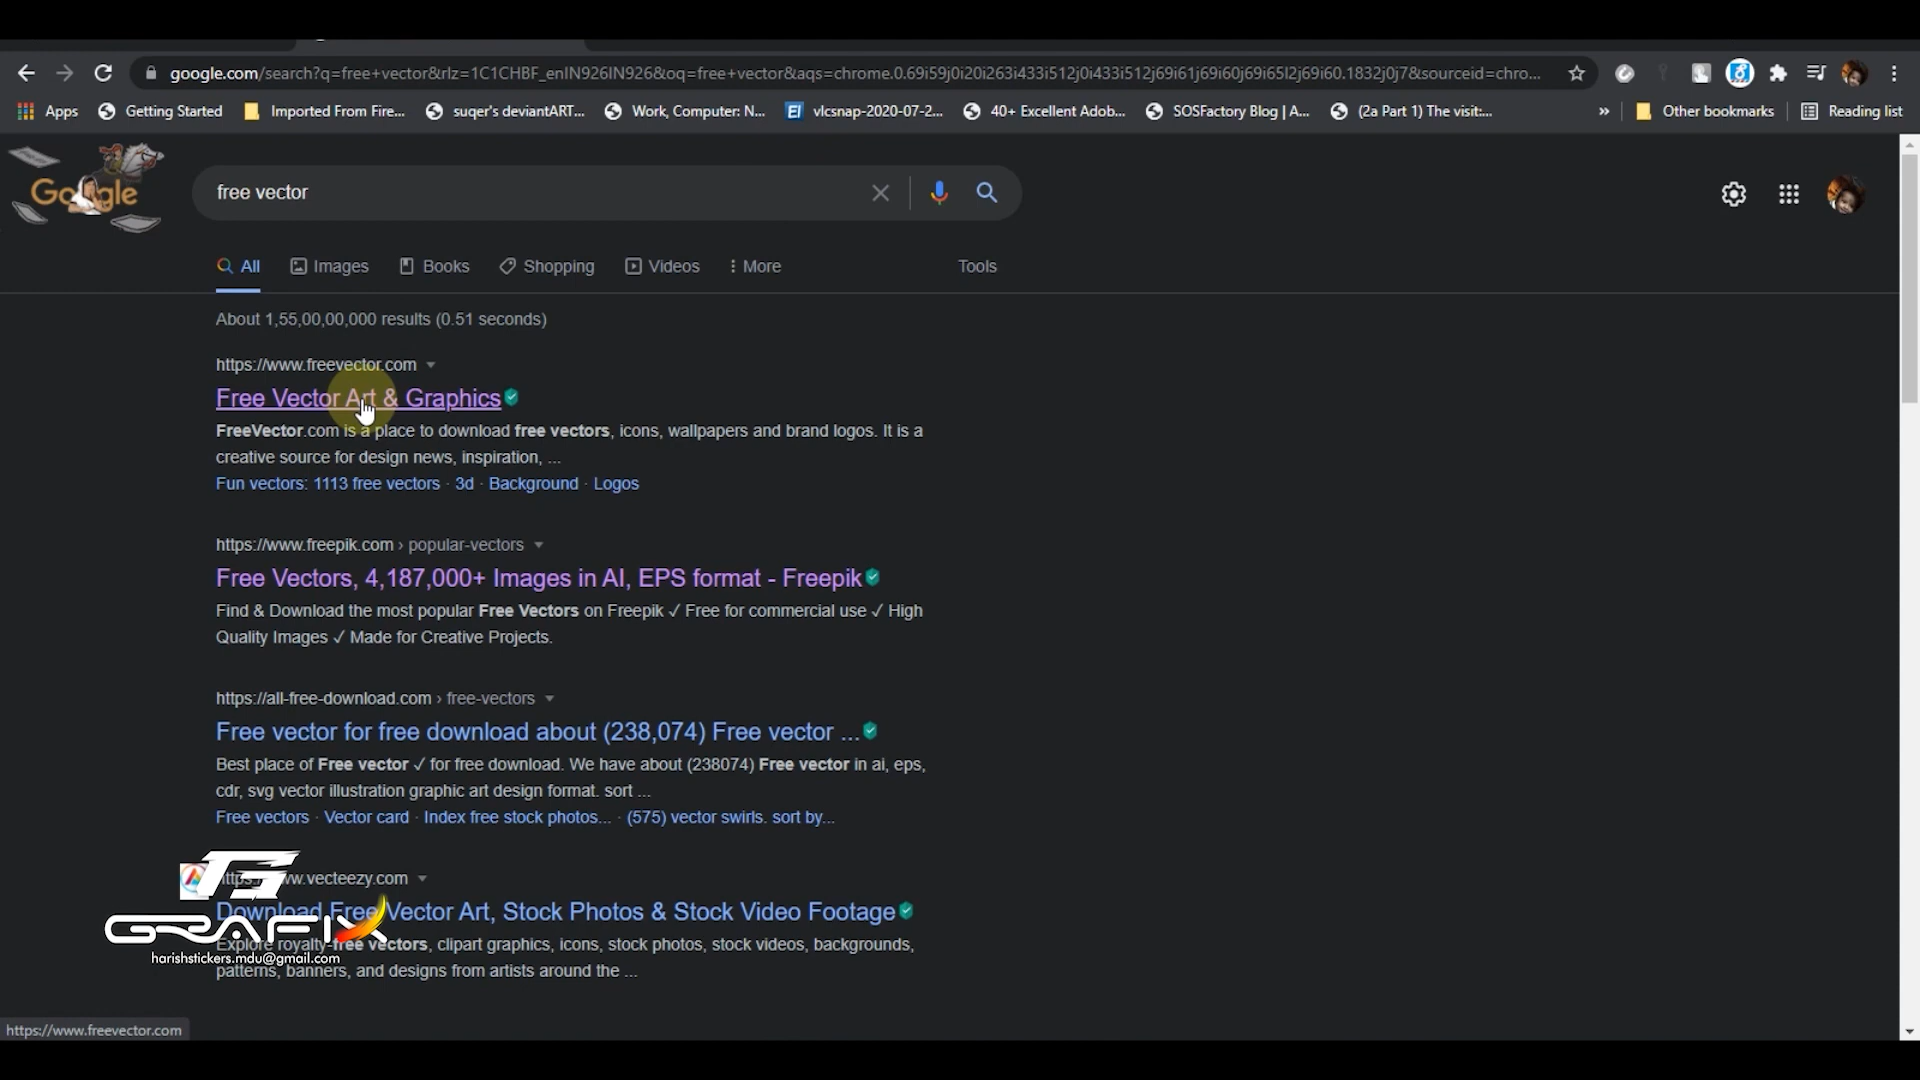 google.com/search?q=free+vector&rlz=1C1CHBF_enIN926IN926&oq=free+vector&aqs=chrome.0.69i59j0i20i263i433i512j0i433i512j69i61j69i60j69i65l2j69i60.1832j0j7&sourceid=chro...
Apps Getting Started Imported From Fire... suqer's deviantART... Work, Computer: N... EI vlcsnap-2020-07-2... 40+ Excellent Adob... SOSFactory Blog | A... (2a Part 1) The visit:... » Other bookmarks Reading list
Google
free vector
All Images Books Shopping Videos More Tools
About 1,55,00,00,000 results (0.51 seconds)
https://www.freevector.com
Free Vector Art & Graphics
FreeVector.com is a place to download free vectors, icons, wallpapers and brand logos. It is a
creative source for design news, inspiration, ...
Fun vectors: 1113 free vectors · 3d · Background · Logos
https://www.freepik.com › popular-vectors
Free Vectors, 4,187,000+ Images in AI, EPS format - Freepik
Find & Download the most popular Free Vectors on Freepik ✓ Free for commercial use ✓ High
Quality Images ✓ Made for Creative Projects.
https://all-free-download.com › free-vectors
Free vector for free download about (238,074) Free vector ...
Best place of Free vector ✓ for free download. We have about (238074) Free vector in ai, eps,
cdr, svg vector illustration graphic art design format. sort ...
Free vectors · Vector card · Index free stock photos... · (575) vector swirls. sort by...
vecteezy.com
Download Free Vector Art, Stock Photos & Stock Video Footage
Explore royalty-free vectors, clipart graphics, icons, stock photos, stock videos, backgrounds,
patterns, banners, and designs from artists around the ...
GRAFIX
harishstickers.mdu@gmail.com
https://www.freevector.com